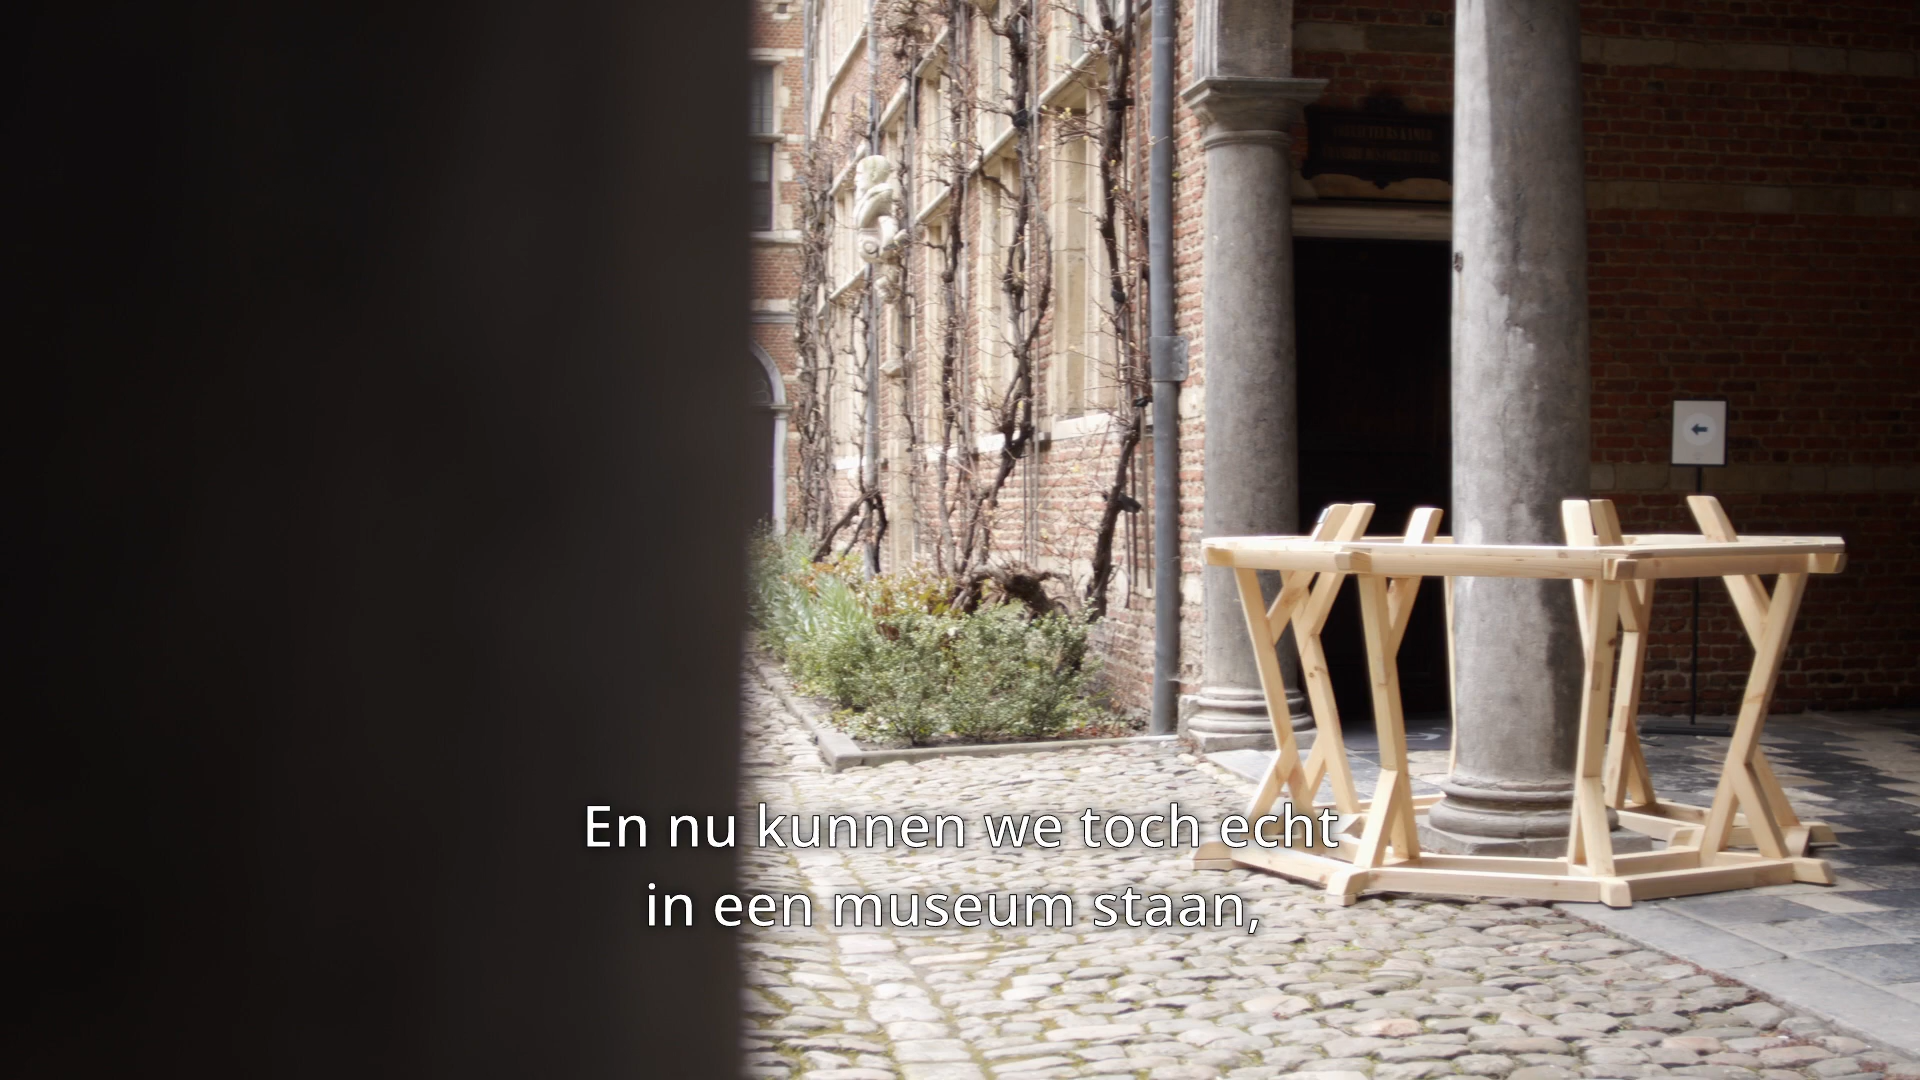 En nu kunnen we toch echt
in een museum staan,